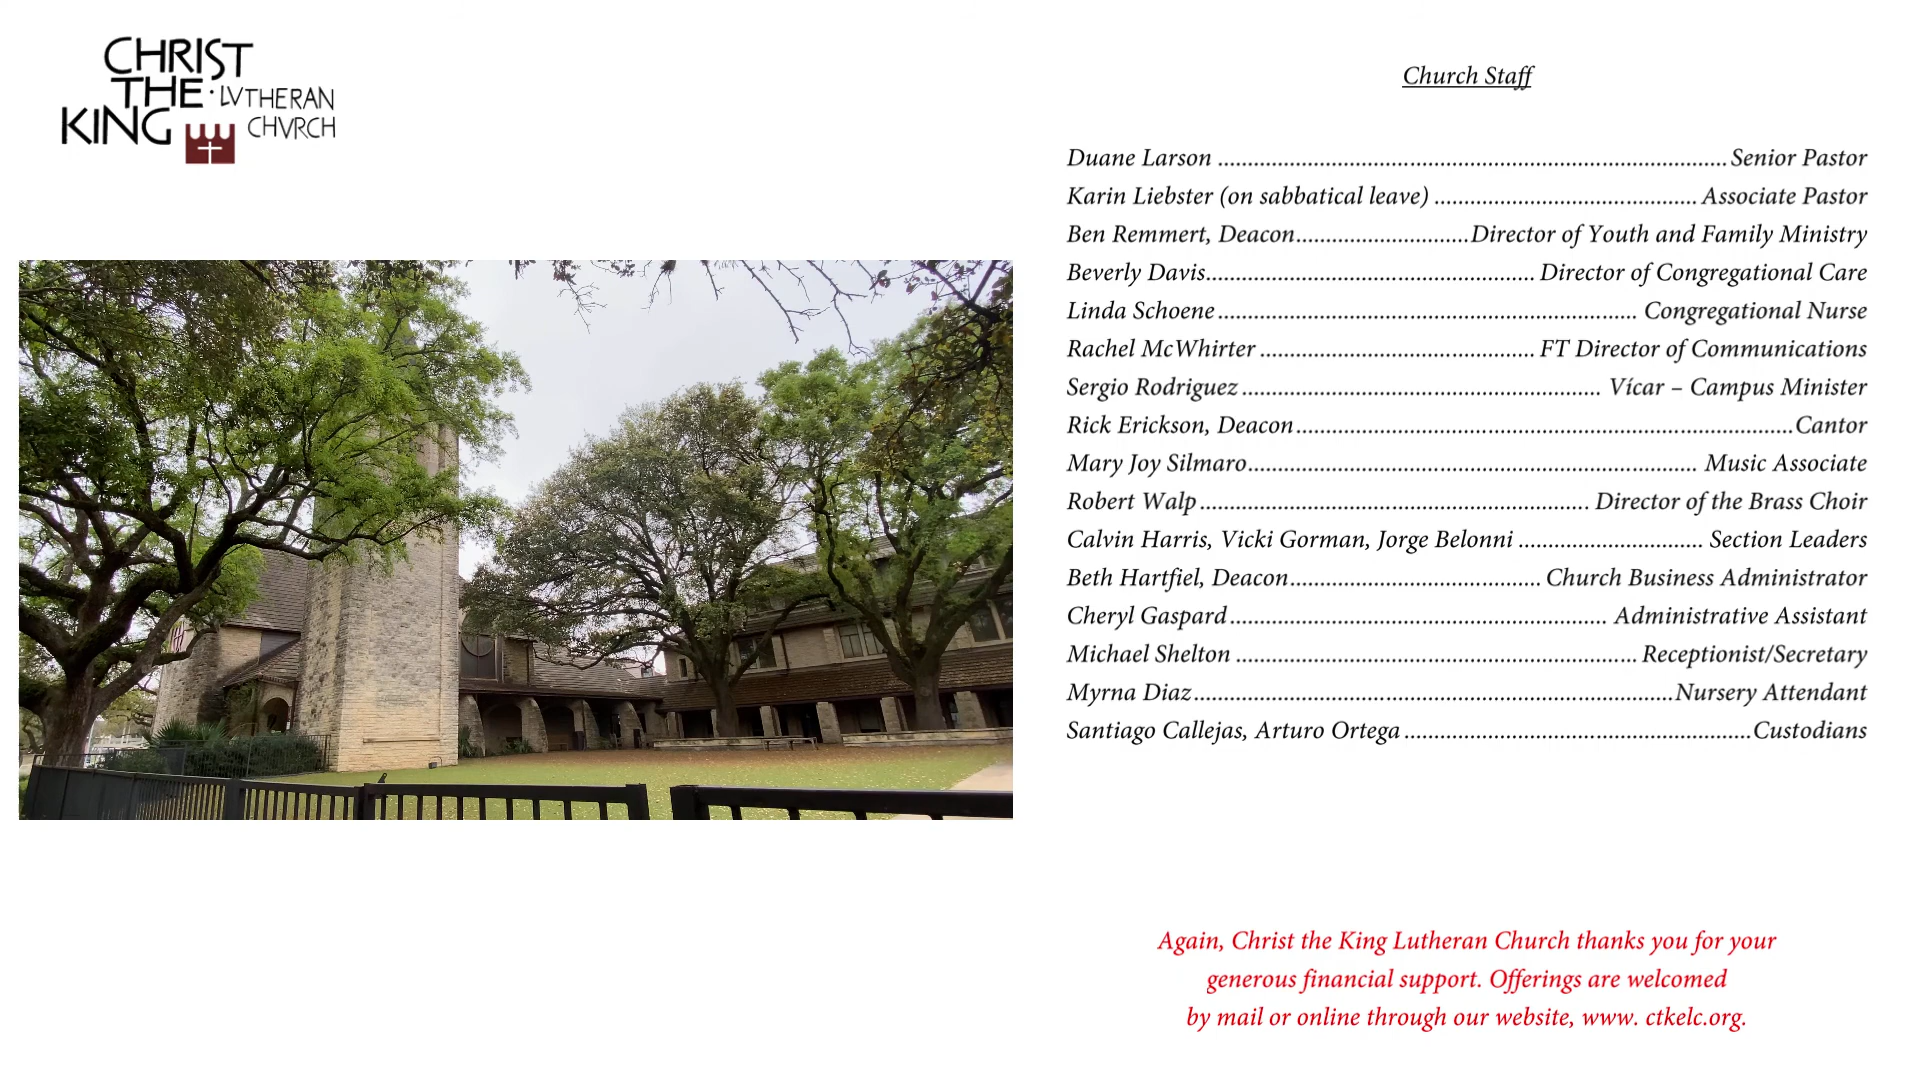 CHRIST
THE · LVTHERAN
KING CHVRCH
Church Staff
Duane Larson ......................................................................................Senior Pastor
Karin Liebster (on sabbatical leave) ............................................ Associate Pastor
Ben Remmert, Deacon.............................Director of Youth and Family Ministry
Beverly Davis....................................................... Director of Congregational Care
Linda Schoene....................................................................... Congregational Nurse
Rachel McWhirter .............................................. FT Director of Communications
Sergio Rodriguez............................................................. Vícar – Campus Minister
Rick Erickson, Deacon....................................................................................Cantor
Mary Joy Silmaro............................................................................ Music Associate
Robert Walp.................................................................. Director of the Brass Choir
Calvin Harris, Vicki Gorman, Jorge Belonni ............................... Section Leaders
Beth Hartfiel, Deacon.......................................... Church Business Administrator
Cheryl Gaspard................................................................ Administrative Assistant
Michael Shelton ....................................................................Receptionist/Secretary
Myrna Diaz.................................................................................Nursery Attendant
Santiago Callejas, Arturo Ortega ..........................................................Custodians
Again, Christ the King Lutheran Church thanks you for your
generous financial support. Offerings are welcomed
by mail or online through our website, www. ctkelc.org.